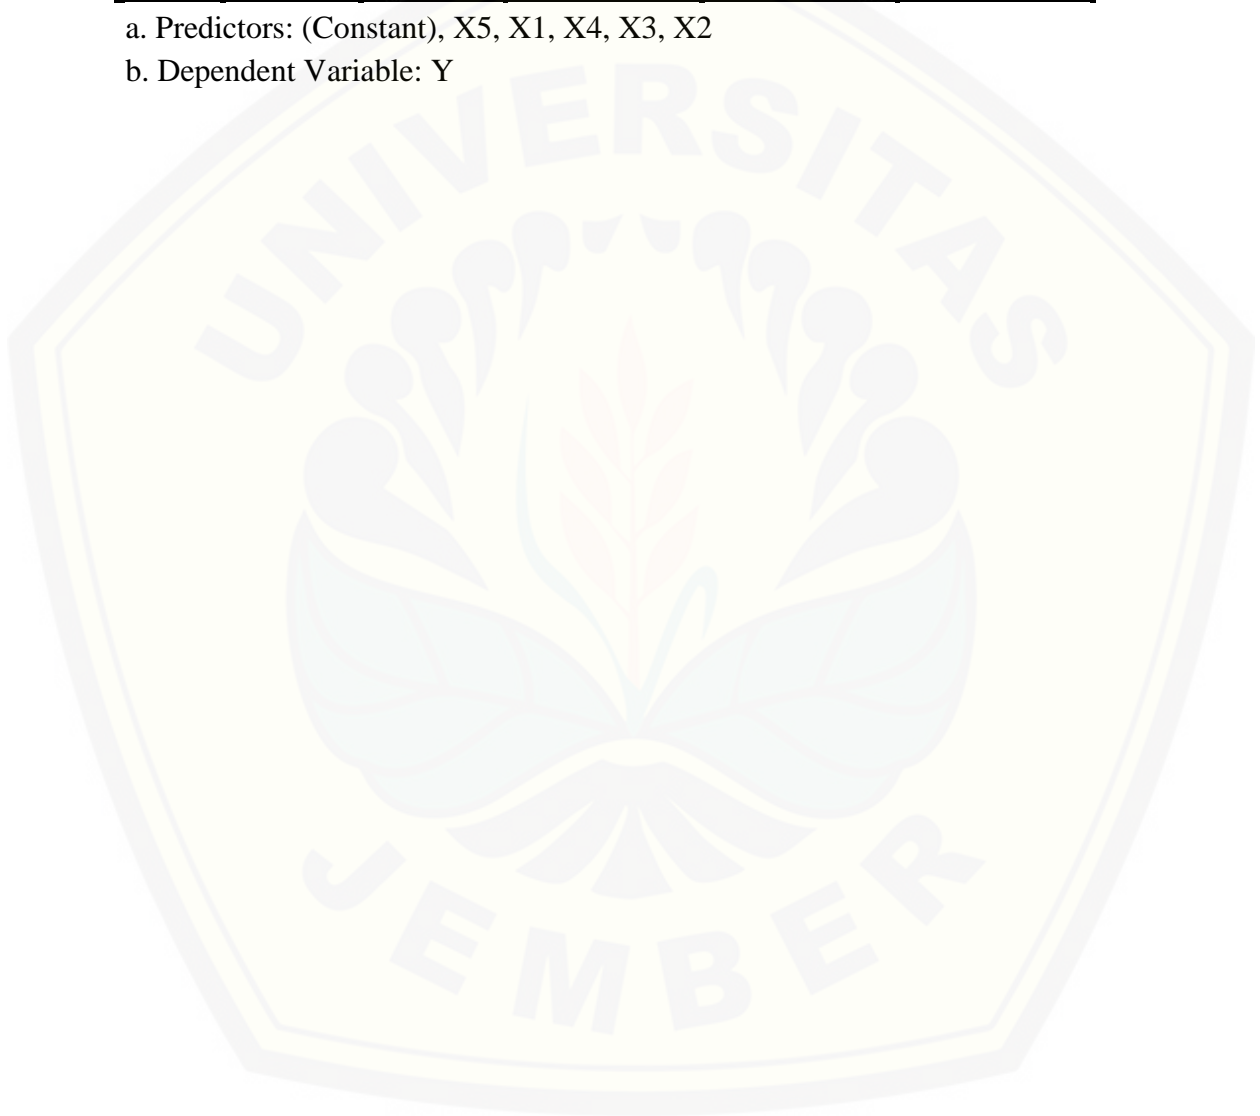 a. Predictors: (Constant), X5, X1, X4, X3, X2
b. Dependent Variable: Y
UNIVERSITAS
JEMBER